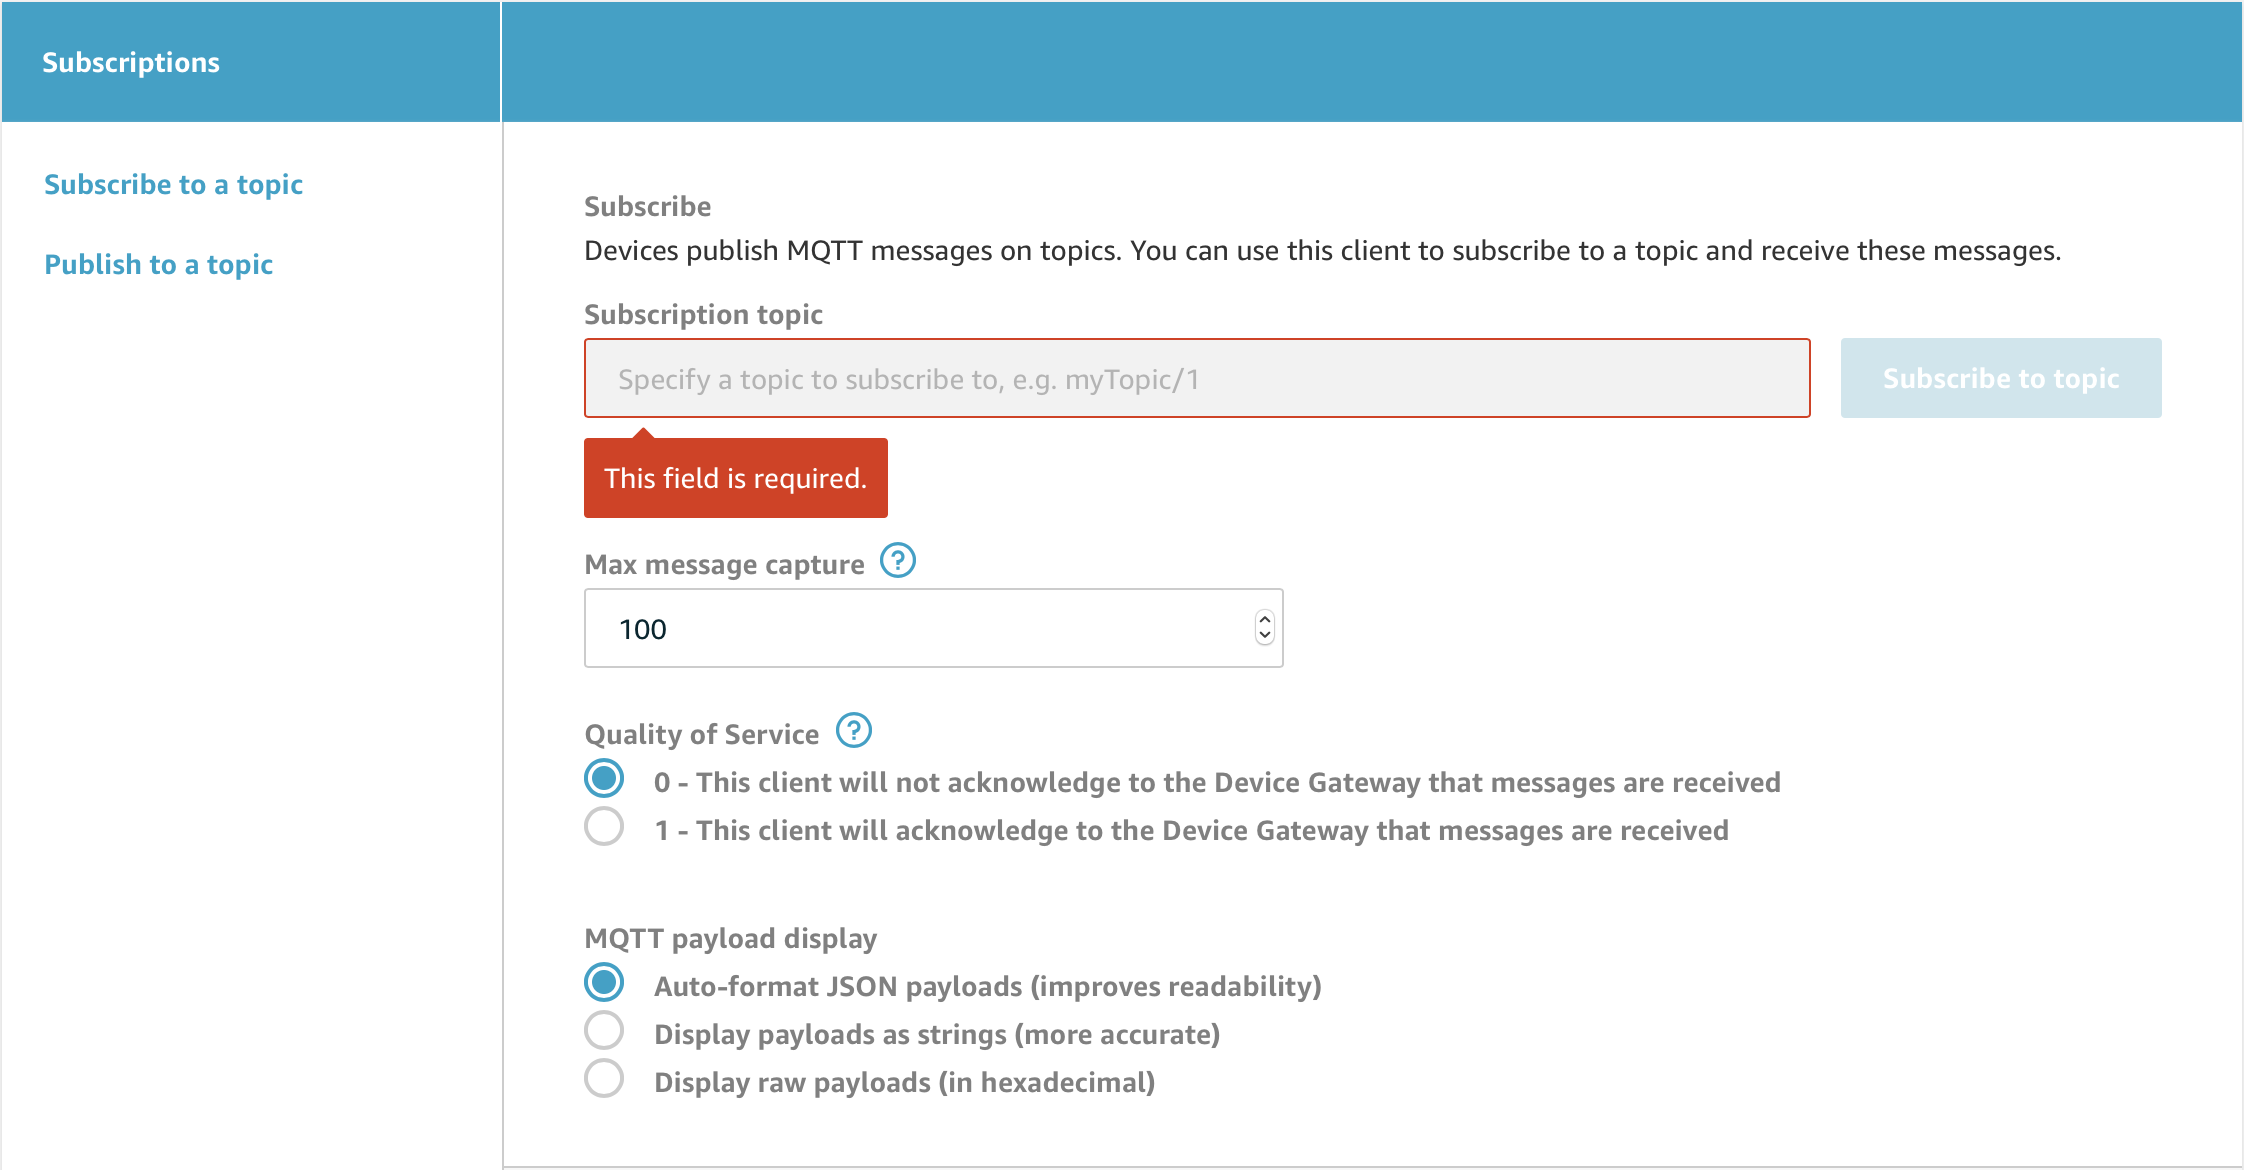 Subscriptions
Subscribe to a topic
Publish to a topic
Subscribe
Devices publish MQTT messages on topics. You can use this client to subscribe to a topic and receive these messages.
Subscription topic
Specify a topic to subscribe to, e.g. myTopic/1
Subscribe to topic
This field is required.
Max message capture ?
100
Quality of Service ?
0 - This client will not acknowledge to the Device Gateway that messages are received
1 - This client will acknowledge to the Device Gateway that messages are received
MQTT payload display
Auto-format JSON payloads (improves readability)
Display payloads as strings (more accurate)
Display raw payloads (in hexadecimal)